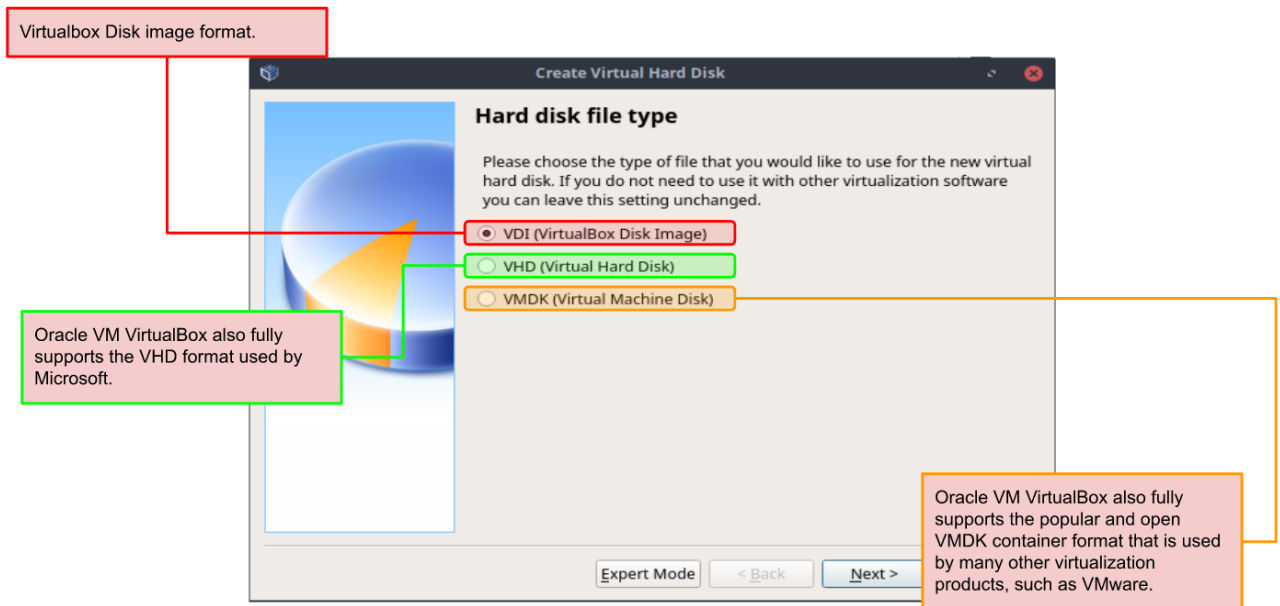 Virtualbox Disk image format.
Create Virtual Hard Disk
Hard disk file type
Please choose the type of file that you would like to use for the new virtual
hard disk. If you do not need to use it with other virtualization software
you can leave this setting unchanged.
VDI (VirtualBox Disk Image)
VHD (Virtual Hard Disk)
VMDK (Virtual Machine Disk)
Oracle VM VirtualBox also fully
supports the VHD format used by
Microsoft.
Oracle VM VirtualBox also fully
supports the popular and open
VMDK container format that is used
by many other virtualization
products, such as VMware.
Expert Mode
< Back
Next >